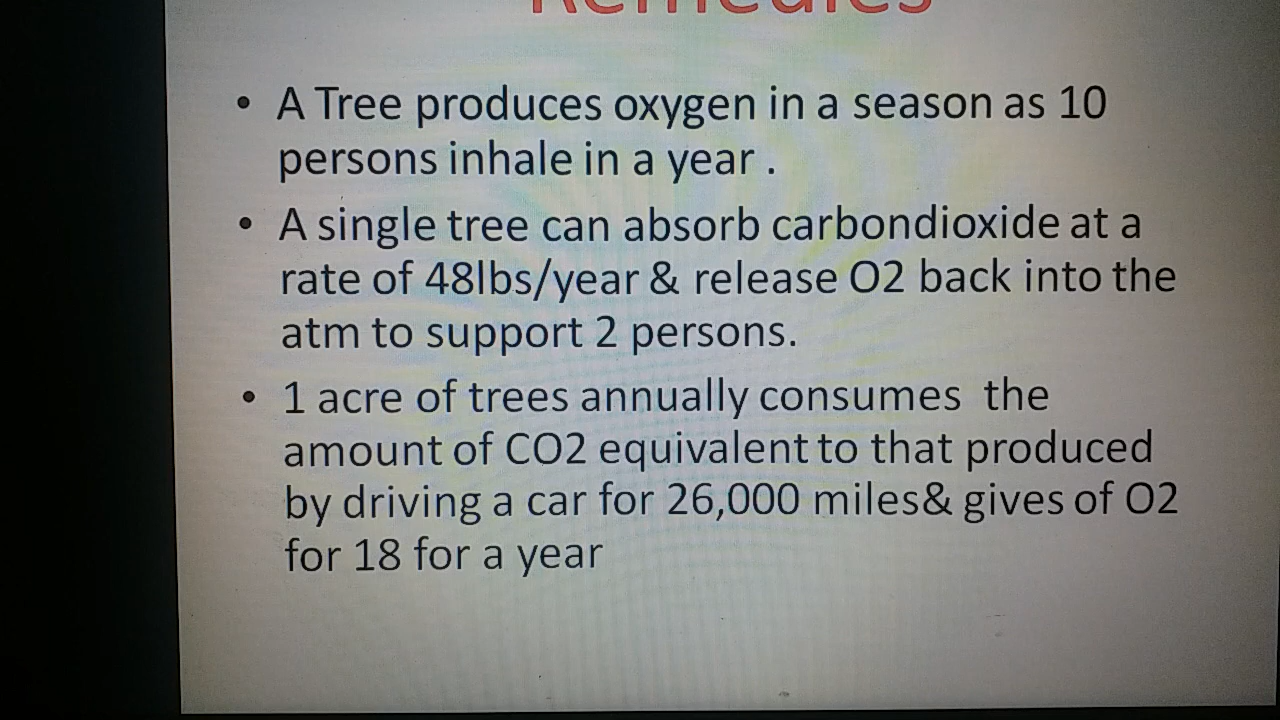 Remedies
• A Tree produces oxygen in a season as 10
persons inhale in a year .
• A single tree can absorb carbondioxide at a
rate of 48lbs/year & release O2 back into the
atm to support 2 persons.
• 1 acre of trees annually consumes the
amount of CO2 equivalent to that produced
by driving a car for 26,000 miles& gives of O2
for 18 for a year